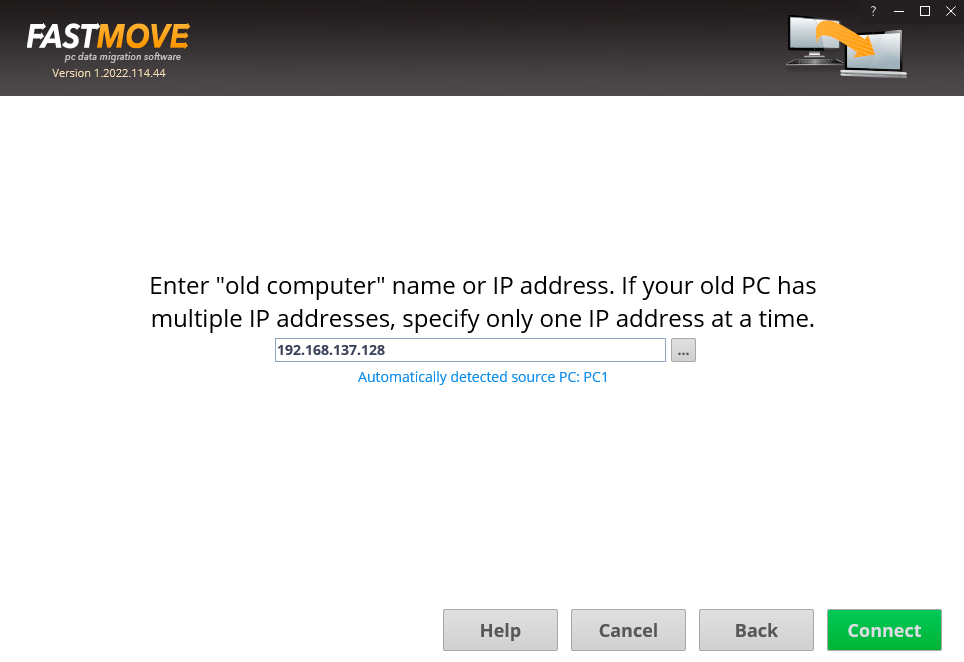 ?
FASTMOVE
pc data migration software
Version 1.2022.114.44
Enter "old computer" name or IP address. If your old PC has
multiple IP addresses, specify only one IP address at a time.
192.168.137.128
...
Automatically detected source PC: PC1
Help
Cancel
Back
Connect